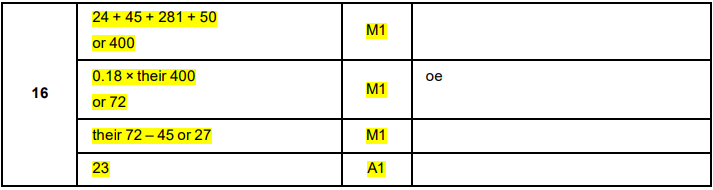 16
24 + 45 + 281 + 50
or 400
M1
0.18 × their 400
or 72
M1
oe
their 72 – 45 or 27
M1
23
A1